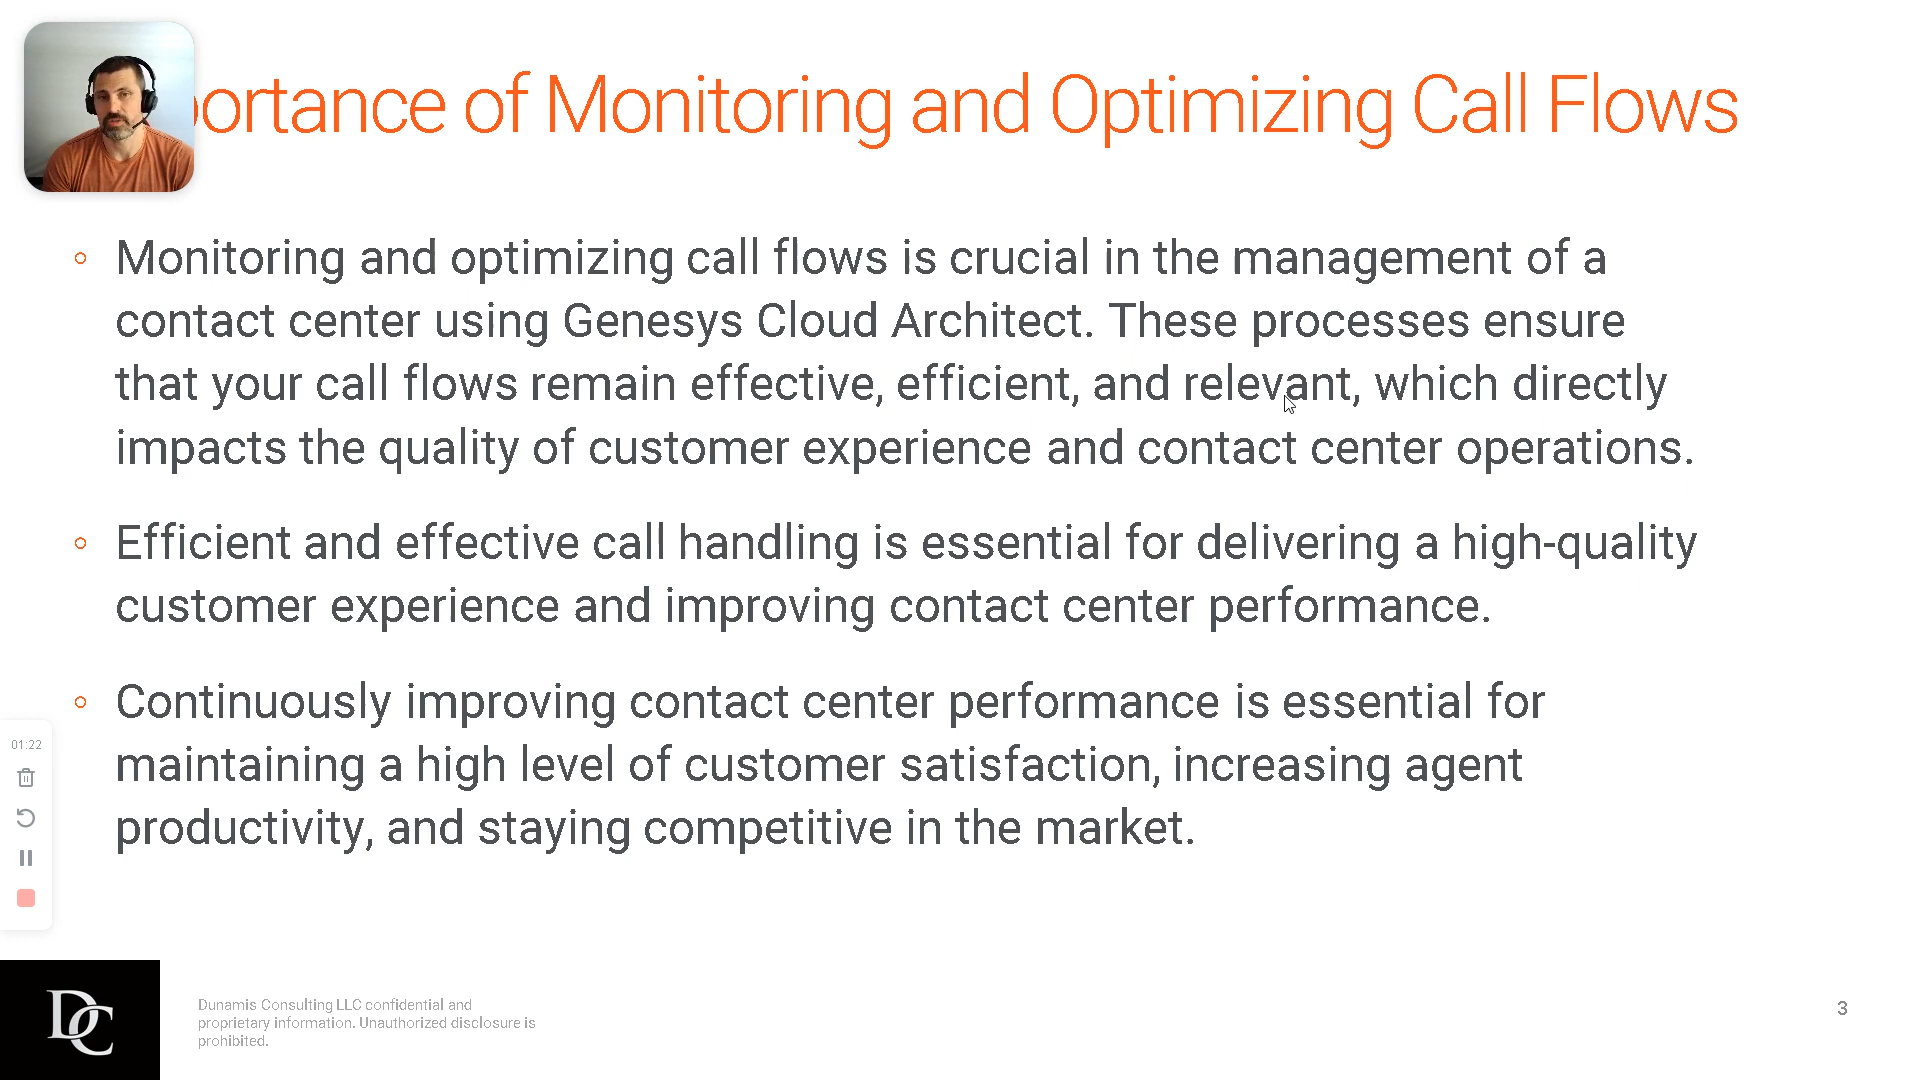 portance of Monitoring and Optimizing Call Flows
Monitoring and optimizing call flows is crucial in the management of a
contact center using Genesys Cloud Architect. These processes ensure
that your call flows remain effective, efficient, and relevant, which directly
impacts the quality of customer experience and contact center operations.
Efficient and effective call handling is essential for delivering a high-quality
customer experience and improving contact center performance.
Continuously improving contact center performance is essential for
maintaining a high level of customer satisfaction, increasing agent
productivity, and staying competitive in the market.
01:22
DC
Dunamis Consulting LLC confidential and
proprietary information. Unauthorized disclosure is
prohibited.
3